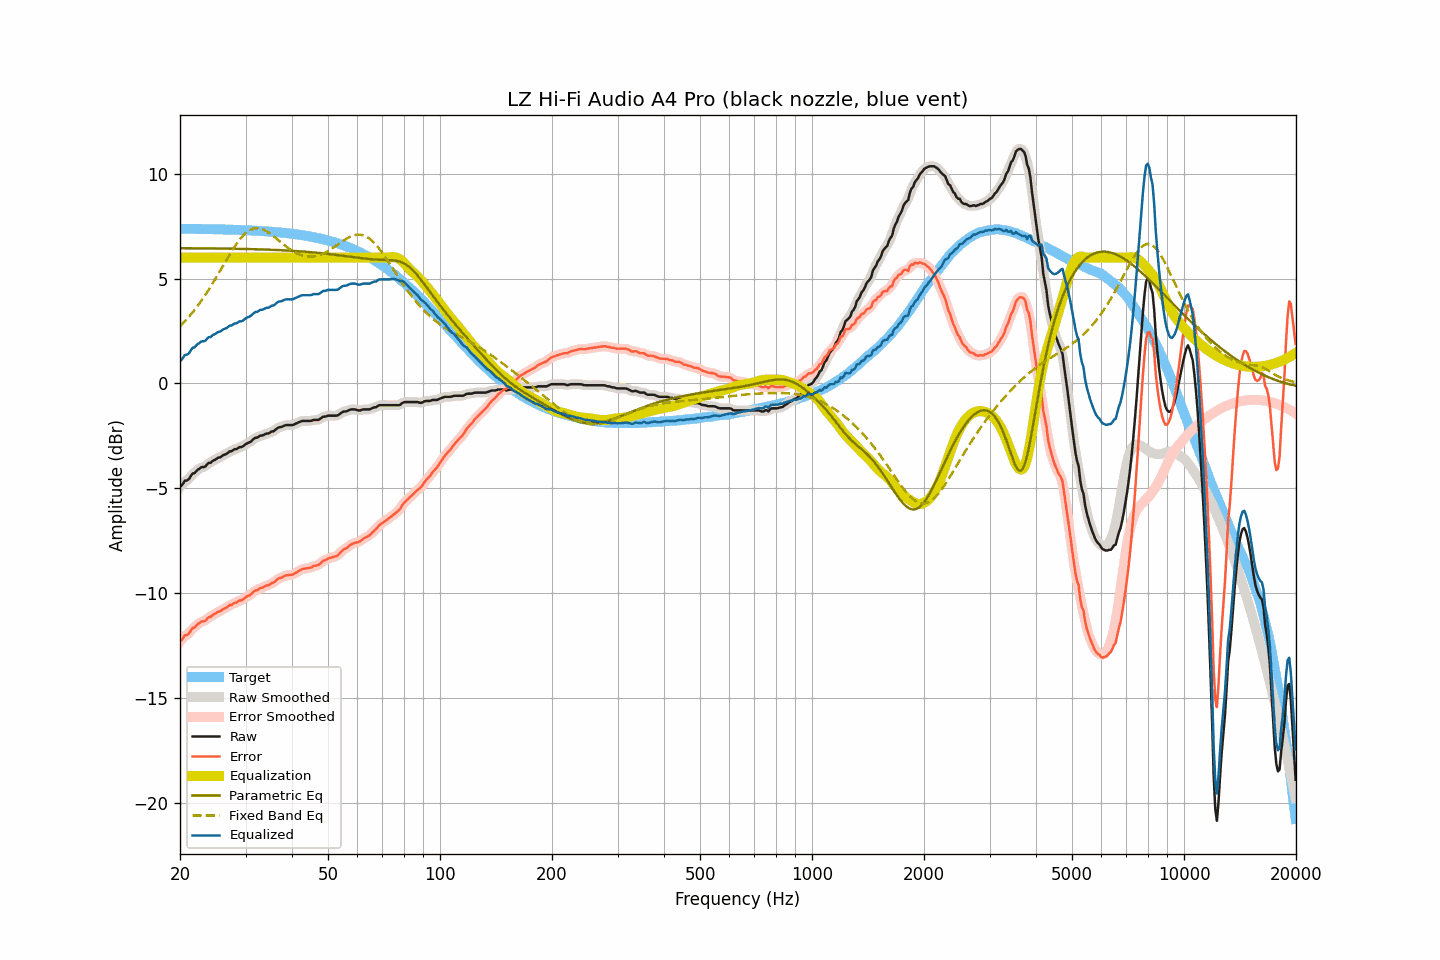 LZ Hi-Fi Audio A4 Pro (black nozzle, blue vent)
Amplitude (dBr)
10
5
0
−5
−10
−15
−20
Target
Raw Smoothed
Error Smoothed
Raw
Error
Equalization
Parametric Eq
Fixed Band Eq
Equalized
20 50 100 200 500 1000 2000 5000 10000 20000
Frequency (Hz)